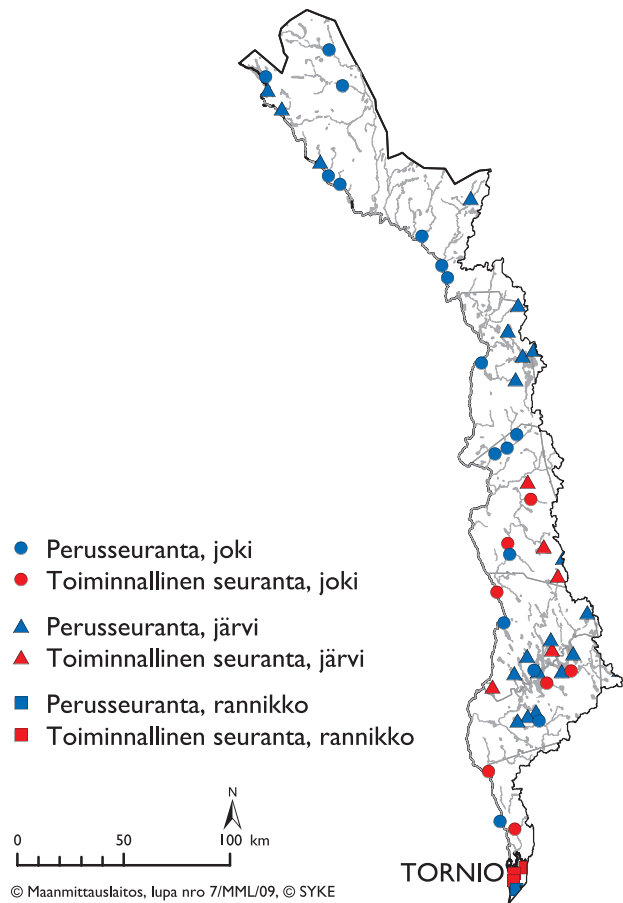 Perusseuranta, joki
Toiminnallinen seuranta, joki
Perusseuranta, järvi
Toiminnallinen seuranta, järvi
Perusseuranta, rannikko
Toiminnallinen seuranta, rannikko
N
0 50 100 km
TORNIO
© Maanmittauslaitos, lupa nro 7/MML/09, © SYKE